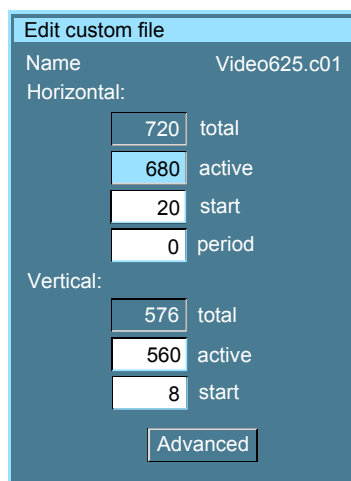 Edit custom file
Name Video625.c01
Horizontal:
720 total
680 active
20 start
0 period
Vertical:
576 total
560 active
8 start
Advanced